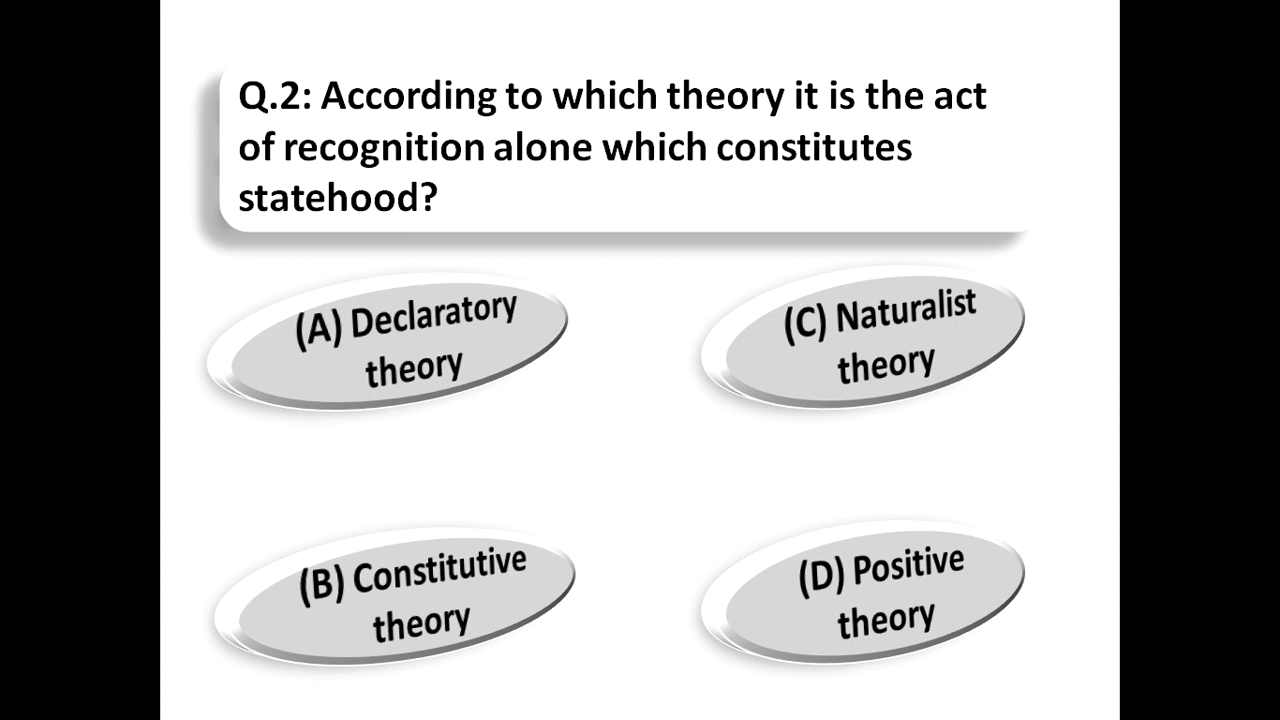 Q.2: According to which theory it is the act
of recognition alone which constitutes
statehood?
(A) Declaratory
theory
(C) Naturalist
theory
(B) Constitutive
theory
(D) Positive
theory